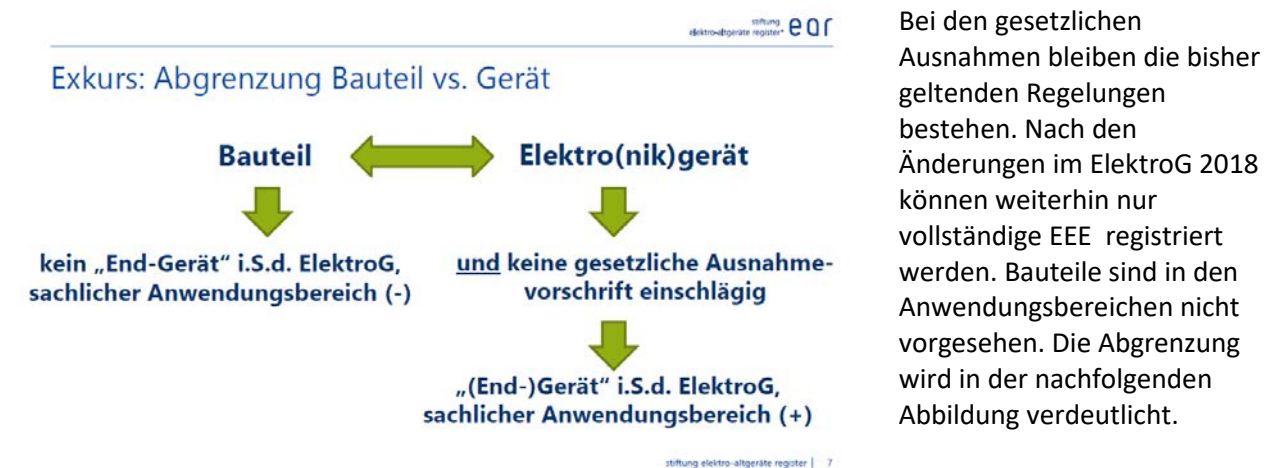 stiftung
elektro-altgeräte register® ear
Exkurs: Abgrenzung Bauteil vs. Gerät
Bauteil
Elektro(nik)gerät
kein „End-Gerät" i.S.d. ElektroG,
sachlicher Anwendungsbereich (-)
und keine gesetzliche Ausnahme-
vorschrift einschlägig
„(End-)Gerät" i.S.d. ElektroG,
sachlicher Anwendungsbereich (+)
stiftung elektro-altgeräte register | 7
Bei den gesetzlichen
Ausnahmen bleiben die bisher
geltenden Regelungen
bestehen. Nach den
Änderungen im ElektroG 2018
können weiterhin nur
vollständige EEE  registriert
werden. Bauteile sind in den
Anwendungsbereichen nicht
vorgesehen. Die Abgrenzung
wird in der nachfolgenden
Abbildung verdeutlicht.